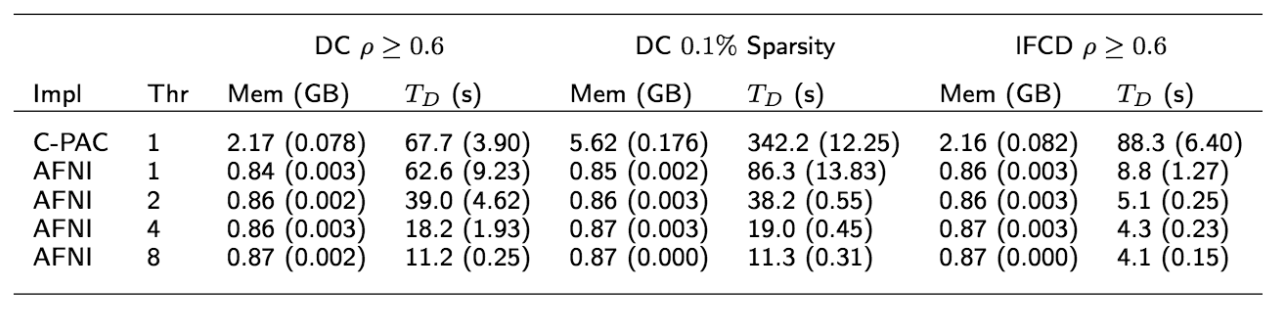 DC ρ ≥ 0.6 DC 0.1% Sparsity IFCD ρ ≥ 0.6
Impl Thr Mem (GB) T_D (s) Mem (GB) T_D (s) Mem (GB) T_D (s)
C-PAC 1 2.17 (0.078) 67.7 (3.90) 5.62 (0.176) 342.2 (12.25) 2.16 (0.082) 88.3 (6.40)
AFNI 1 0.84 (0.003) 62.6 (9.23) 0.85 (0.002) 86.3 (13.83) 0.86 (0.003) 8.8 (1.27)
AFNI 2 0.86 (0.002) 39.0 (4.62) 0.86 (0.003) 38.2 (0.55) 0.86 (0.003) 5.1 (0.25)
AFNI 4 0.86 (0.003) 18.2 (1.93) 0.87 (0.003) 19.0 (0.45) 0.87 (0.003) 4.3 (0.23)
AFNI 8 0.87 (0.002) 11.2 (0.25) 0.87 (0.000) 11.3 (0.31) 0.87 (0.000) 4.1 (0.15)